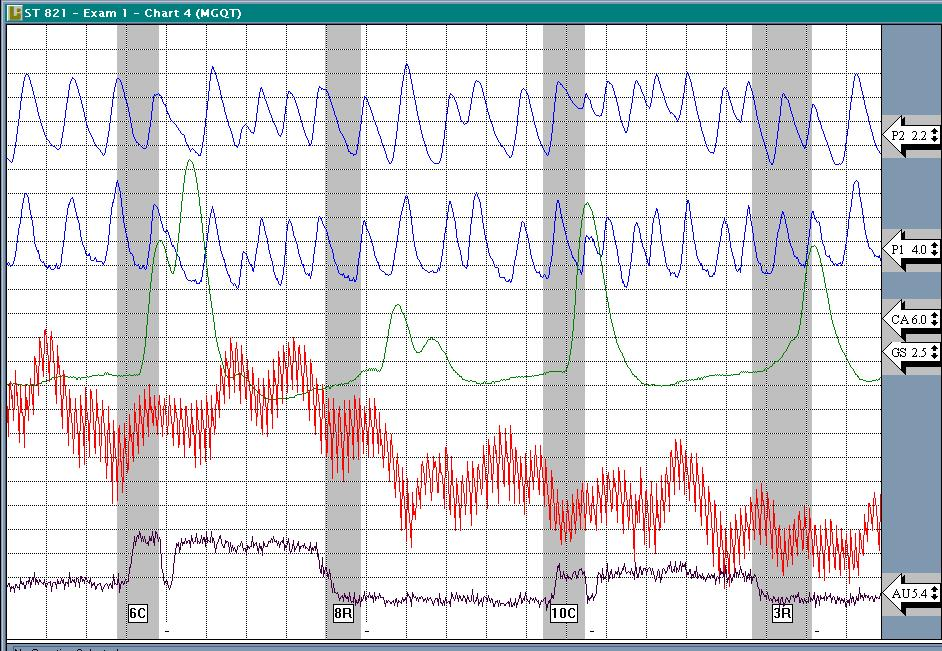 ST 821 - Exam 1 - Chart 4 (MGQT)
P2 2.2
P1 4.0
CA 6.0
GS 2.5
AU 5.4
6C
8R
10C
3R